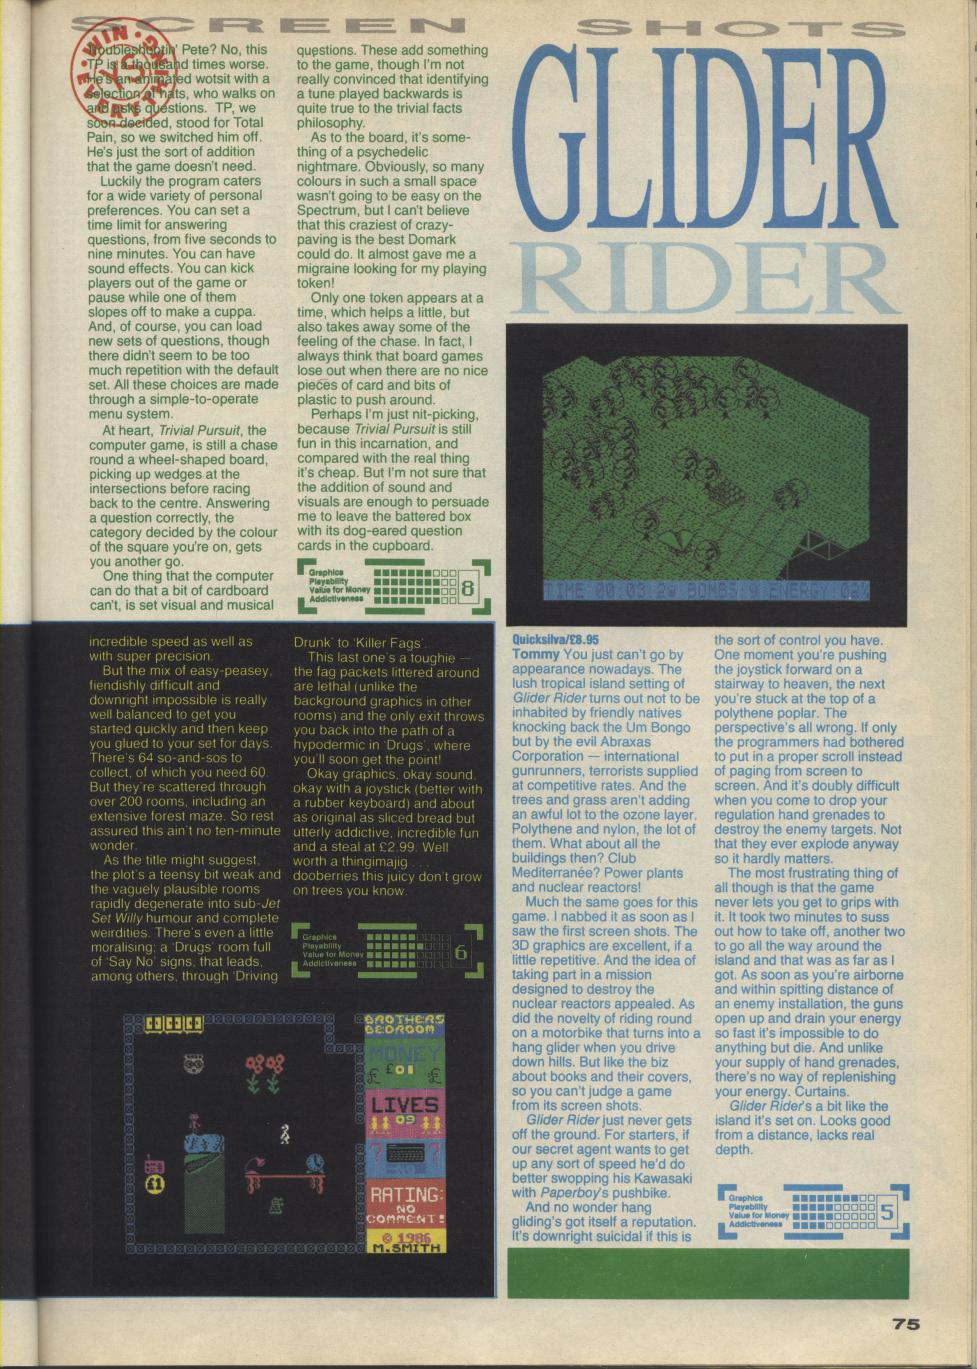 SCREEN SHOTS
NIM · YS · EVERYTHING
Troubleshootin' Pete? No, this
TP is a thousand times worse.
He's an animated wotsit with a
selection of hats, who walks on
and asks questions. TP, we
soon decided, stood for Total
Pain, so we switched him off.
He's just the sort of addition
that the game doesn't need.
Luckily the program caters
for a wide variety of personal
preferences. You can set a
time limit for answering
questions, from five seconds to
nine minutes. You can have
sound effects. You can kick
players out of the game or
pause while one of them
slopes off to make a cuppa.
And, of course, you can load
new sets of questions, though
there didn't seem to be too
much repetition with the default
set. All these choices are made
through a simple-to-operate
menu system.
At heart, Trivial Pursuit, the
computer game, is still a chase
round a wheel-shaped board,
picking up wedges at the
intersections before racing
back to the centre. Answering
a question correctly, the
category decided by the colour
of the square you're on, gets
you another go.
One thing that the computer
can do that a bit of cardboard
can't, is set visual and musical
questions. These add something
to the game, though I'm not
really convinced that identifying
a tune played backwards is
quite true to the trivial facts
philosophy.
As to the board, it's some-
thing of a psychedelic
nightmare. Obviously, so many
colours in such a small space
wasn't going to be easy on the
Spectrum, but I can't believe
that this craziest of crazy-
paving is the best Domark
could do. It almost gave me a
migraine looking for my playing
token!
Only one token appears at a
time, which helps a little, but
also takes away some of the
feeling of the chase. In fact, I
always think that board games
lose out when there are no nice
pieces of card and bits of
plastic to push around.
Perhaps I'm just nit-picking,
because Trivial Pursuit is still
fun in this incarnation, and
compared with the real thing
it's cheap. But I'm not sure that
the addition of sound and
visuals are enough to persuade
me to leave the battered box
with its dog-eared question
cards in the cupboard.
Graphics
Playability
Value for Money
Addictiveness
8
incredible speed as well as
with super precision.
But the mix of easy-peasey,
fiendishly difficult and
downright impossible is really
well balanced to get you
started quickly and then keep
you glued to your set for days.
There's 64 so-and-sos to
collect, of which you need 60.
But they're scattered through
over 200 rooms, including an
extensive forest maze. So rest
assured this ain't no ten-minute
wonder.
As the title might suggest,
the plot's a teensy bit weak and
the vaguely plausible rooms
rapidly degenerate into sub-Jet
Set Willy humour and complete
weirdities. There's even a little
moralising; a 'Drugs' room full
of 'Say No' signs, that leads,
among others, through 'Driving
Drunk' to 'Killer Fags'.
This last one's a toughie —
the fag packets littered around
are lethal (unlike the
background graphics in other
rooms) and the only exit throws
you back into the path of a
hypodermic in 'Drugs', where
you'll soon get the point!
Okay graphics, okay sound,
okay with a joystick (better with
a rubber keyboard) and about
as original as sliced bread but
utterly addictive, incredible fun
and a steal at £2.99. Well
worth a thingimajig . . .
dooberries this juicy don't grow
on trees you know.
Graphics
Playability
Value for Money
Addictiveness
6
BROTHERS
BEDROOM
MONEY
£01
LIVES
09
RATING:
NO
COMMENT!
© 1986
M.SMITH
GLIDER
RIDER
TIME 00:03:28 BOMBS:9 ENERGY 02%
Quicksilva/£8.95
Tommy You just can't go by
appearance nowadays. The
lush tropical island setting of
Glider Rider turns out not to be
inhabited by friendly natives
knocking back the Um Bongo
but by the evil Abraxas
Corporation — international
gunrunners, terrorists supplied
at competitive rates. And the
trees and grass aren't adding
an awful lot to the ozone layer.
Polythene and nylon, the lot of
them. What about all the
buildings then? Club
Mediterranée? Power plants
and nuclear reactors!
Much the same goes for this
game. I nabbed it as soon as I
saw the first screen shots. The
3D graphics are excellent, if a
little repetitive. And the idea of
taking part in a mission
designed to destroy the
nuclear reactors appealed. As
did the novelty of riding round
on a motorbike that turns into a
hang glider when you drive
down hills. But like the biz
about books and their covers,
so you can't judge a game
from its screen shots.
Glider Rider just never gets
off the ground. For starters, if
our secret agent wants to get
up any sort of speed he'd do
better swopping his Kawasaki
with Paperboy's pushbike.
And no wonder hang
gliding's got itself a reputation.
It's downright suicidal if this is
the sort of control you have.
One moment you're pushing
the joystick forward on a
stairway to heaven, the next
you're stuck at the top of a
polythene poplar. The
perspective's all wrong. If only
the programmers had bothered
to put in a proper scroll instead
of paging from screen to
screen. And it's doubly difficult
when you come to drop your
regulation hand grenades to
destroy the enemy targets. Not
that they ever explode anyway
so it hardly matters.
The most frustrating thing of
all though is that the game
never lets you get to grips with
it. It took two minutes to suss
out how to take off, another two
to go all the way around the
island and that was as far as I
got. As soon as you're airborne
and within spitting distance of
an enemy installation, the guns
open up and drain your energy
so fast it's impossible to do
anything but die. And unlike
your supply of hand grenades,
there's no way of replenishing
your energy. Curtains.
Glider Rider's a bit like the
island it's set on. Looks good
from a distance, lacks real
depth.
Graphics
Playability
Value for Money
Addictiveness
5
75